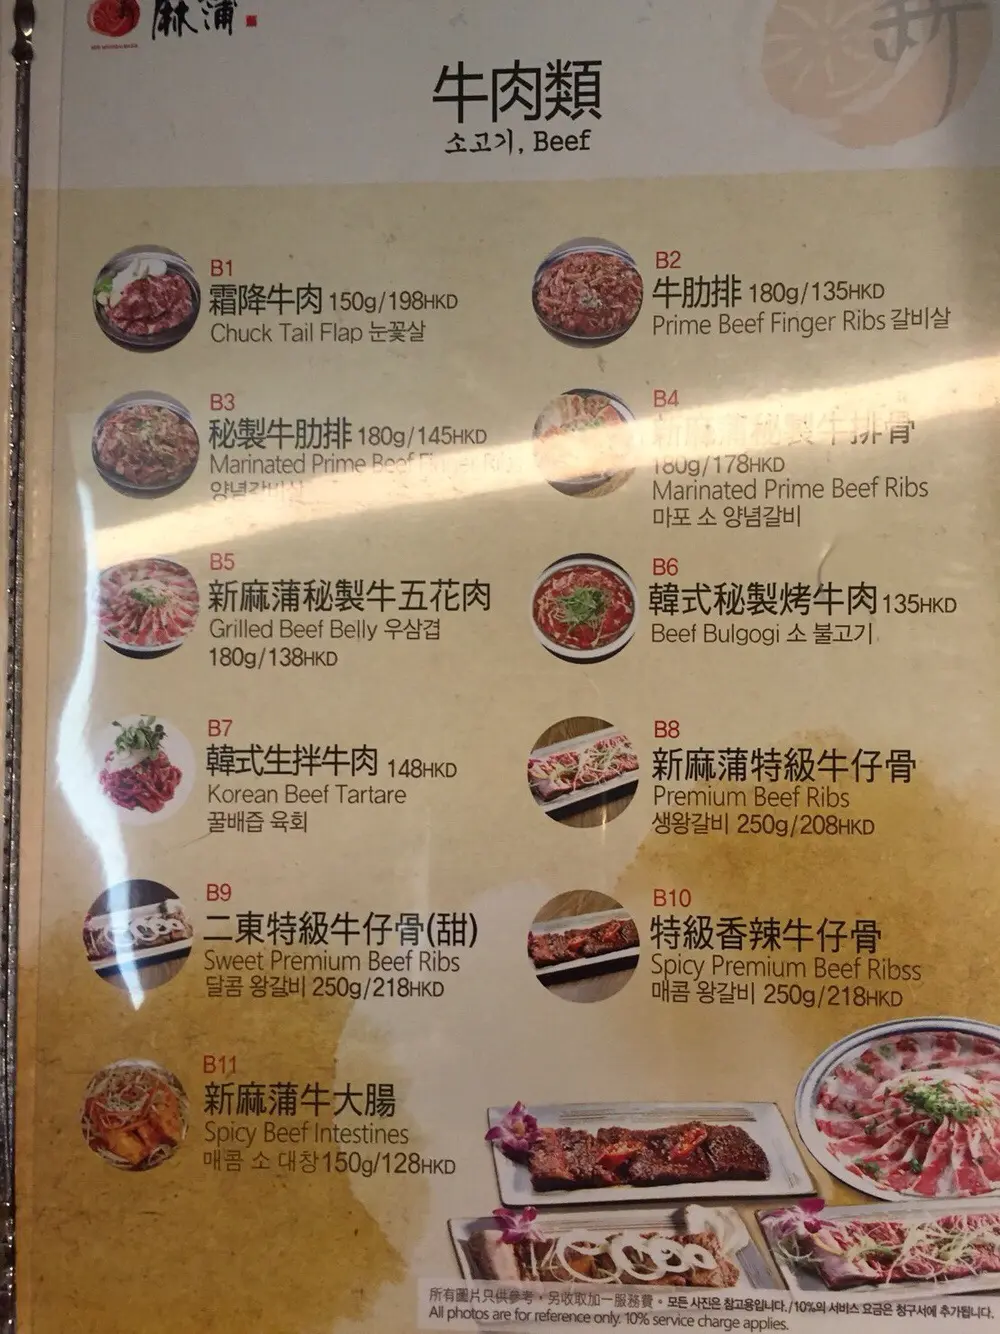 麻蒲
牛肉類
소고기, Beef
B1
霜降牛肉 150g/198HKD
Chuck Tail Flap 눈꽃살
B2
牛肋排 180g/135HKD
Prime Beef Finger Ribs 갈비살
B3
秘製牛肋排 180g/145HKD
Marinated Prime Beef Finger Ribs
양념갈비살
B4
新麻蒲秘製牛排骨
180g/178HKD
Marinated Prime Beef Ribs
마포 소 양념갈비
B5
新麻蒲秘製牛五花肉
Grilled Beef Belly 우삼겹
180g/138HKD
B6
韓式秘製烤牛肉 135HKD
Beef Bulgogi 소 불고기
B7
韓式生拌牛肉 148HKD
Korean Beef Tartare
꿀배즙 육회
B8
新麻蒲特級牛仔骨
Premium Beef Ribs
생왕갈비 250g/208HKD
B9
二東特級牛仔骨(甜)
Sweet Premium Beef Ribs
달콤 왕갈비 250g/218HKD
B10
特級香辣牛仔骨
Spicy Premium Beef Ribss
매콤 왕갈비 250g/218HKD
B11
新麻蒲牛大腸
Spicy Beef Intestines
매콤 소 대창 150g/128HKD
所有圖片只供參考，另收取加一服務費。모든 사진은 참고용입니다./10%의 서비스 요금은 청구서에 추가됩니다.
All photos are for reference only. 10% service charge applies.